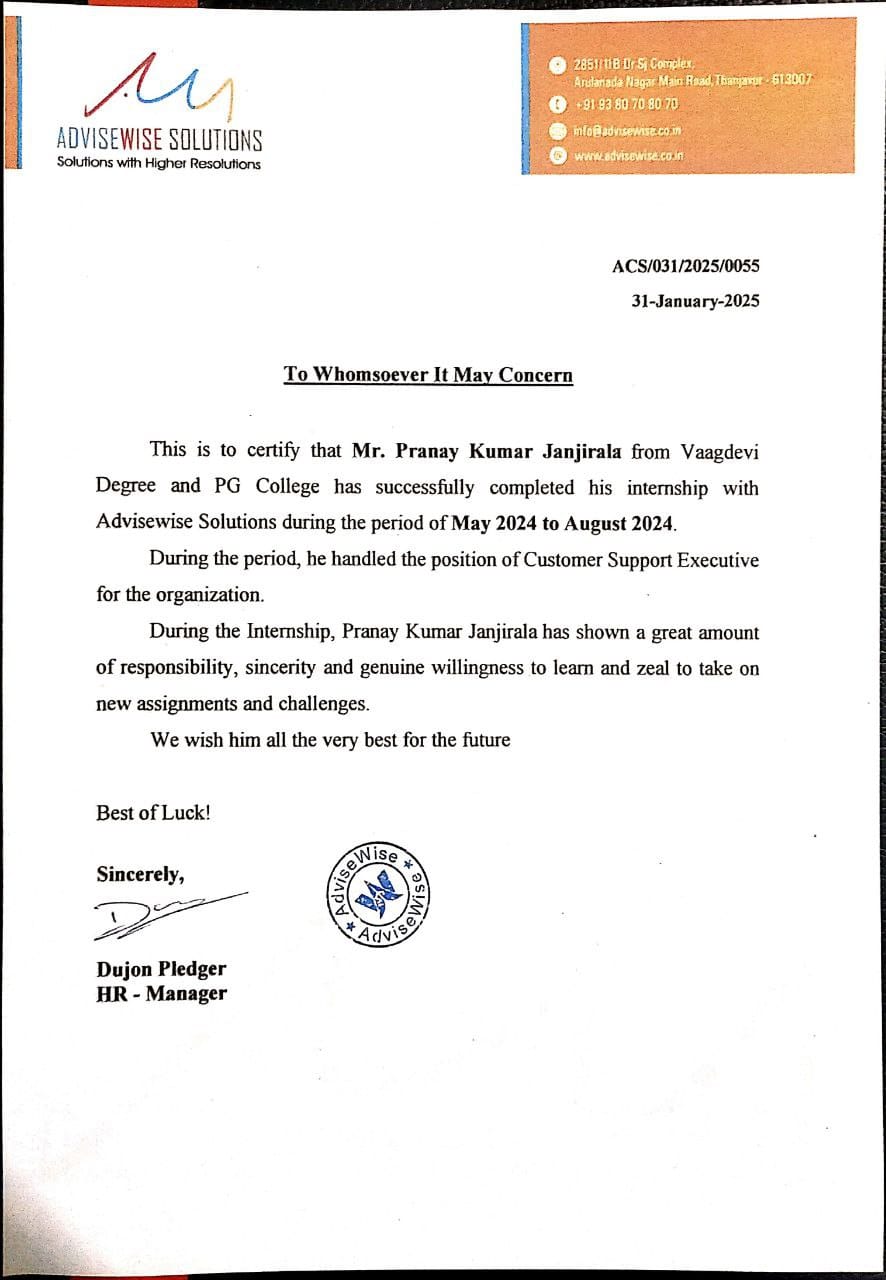 ADVISEWISE SOLUTIONS
Solutions with Higher Resolutions
2851/11B Dr Sj Complex,
Arulanada Nagar Main Road, Thanjavur - 613007
+91 93 80 70 80 70
info@advisewise.co.in
www.advisewise.co.in
ACS/031/2025/0055
31-January-2025
To Whomsoever It May Concern
This is to certify that Mr. Pranay Kumar Janjirala from Vaagdevi
Degree and PG College has successfully completed his internship with
Advisewise Solutions during the period of May 2024 to August 2024.
During the period, he handled the position of Customer Support Executive
for the organization.
During the Internship, Pranay Kumar Janjirala has shown a great amount
of responsibility, sincerity and genuine willingness to learn and zeal to take on
new assignments and challenges.
We wish him all the very best for the future
Best of Luck!
Sincerely,
AdviseWise
AdviseWise
Dujon Pledger
HR - Manager